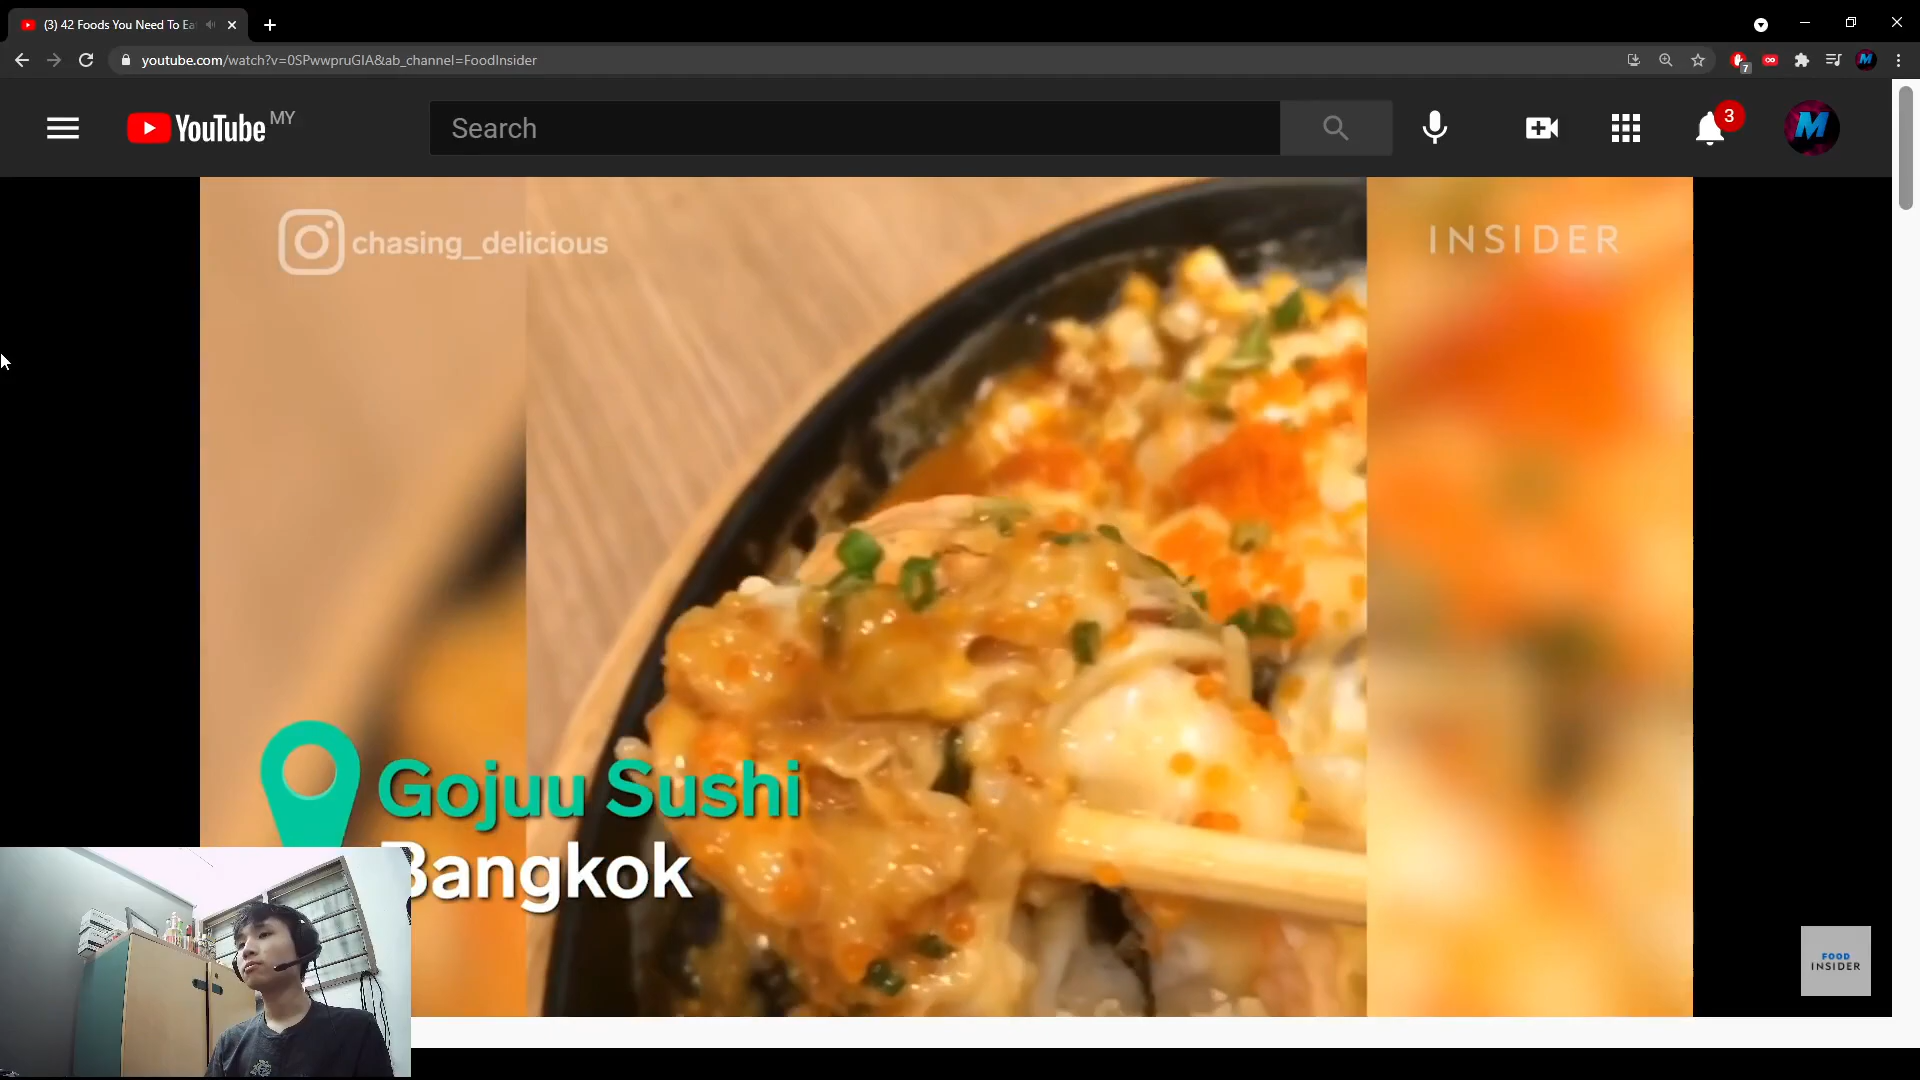 (3) 42 Foods You Need To Ea
youtube.com/watch?v=0SPwwpruGIA&ab_channel=FoodInsider
7
YouTube MY
Search
3
M
chasing_delicious
INSIDER
Gojuu Sushi
Bangkok
FOOD
INSIDER